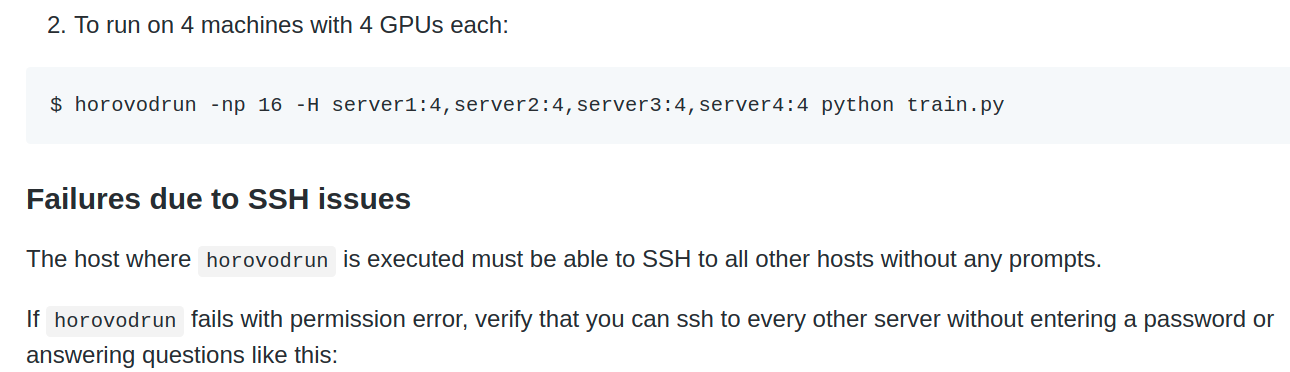 2. To run on 4 machines with 4 GPUs each:
$ horovodrun -np 16 -H server1:4,server2:4,server3:4,server4:4 python train.py
Failures due to SSH issues
The host where horovodrun is executed must be able to SSH to all other hosts without any prompts.
If horovodrun fails with permission error, verify that you can ssh to every other server without entering a password or
answering questions like this: